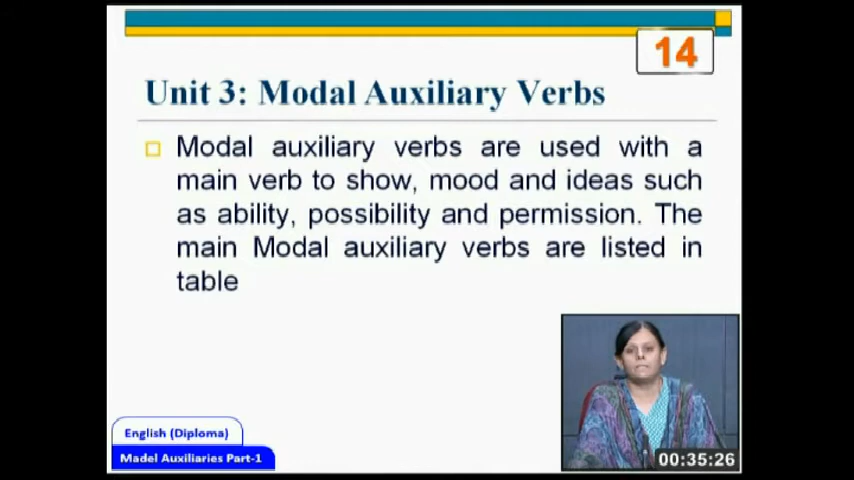 14
Unit 3: Modal Auxiliary Verbs
Modal auxiliary verbs are used with a
main verb to show, mood and ideas such
as ability, possibility and permission. The
main Modal auxiliary verbs are listed in
table
English (Diploma)
Madel Auxiliaries Part-1
00:35:26